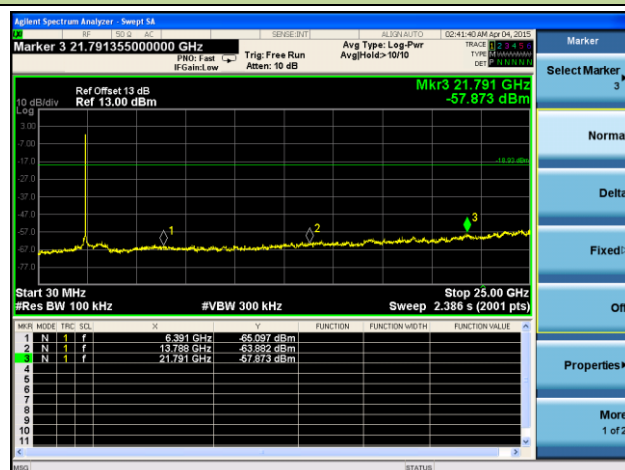 Agilent Spectrum Analyzer - Swept SA
RF 50 Ω AC SENSE:INT ALIGN AUTO 02:41:40 AM Apr 04, 2015
Marker 3 21.791355000000 GHz
PNO: Fast
IFGain:Low
Trig: Free Run
Atten: 10 dB
Avg Type: Log-Pwr
Avg|Hold:>10/10
TRACE 1 2 3 4 5 6
TYPE M
DET P N N N N N
Ref Offset 13 dB
10 dB/div Ref 13.00 dBm
Log
Mkr3 21.791 GHz
-57.873 dBm
3.00
-7.00
-17.0
-18.93 dBm
-27.0
-37.0
-47.0
-57.0
-67.0
-77.0
1
2
3
Start 30 MHz Stop 25.00 GHz
#Res BW 100 kHz #VBW 300 kHz Sweep 2.386 s (2001 pts)
MKR MODE TRC SCL X Y FUNCTION FUNCTION WIDTH FUNCTION VALUE
1 N 1 f 6.391 GHz -65.097 dBm
2 N 1 f 13.788 GHz -63.882 dBm
3 N 1 f 21.791 GHz -57.873 dBm
4
5
6
7
8
9
10
11
MSG STATUS
Marker
Select Marker
3
Norma
Delta
Fixed
Off
Properties
More
1 of 2